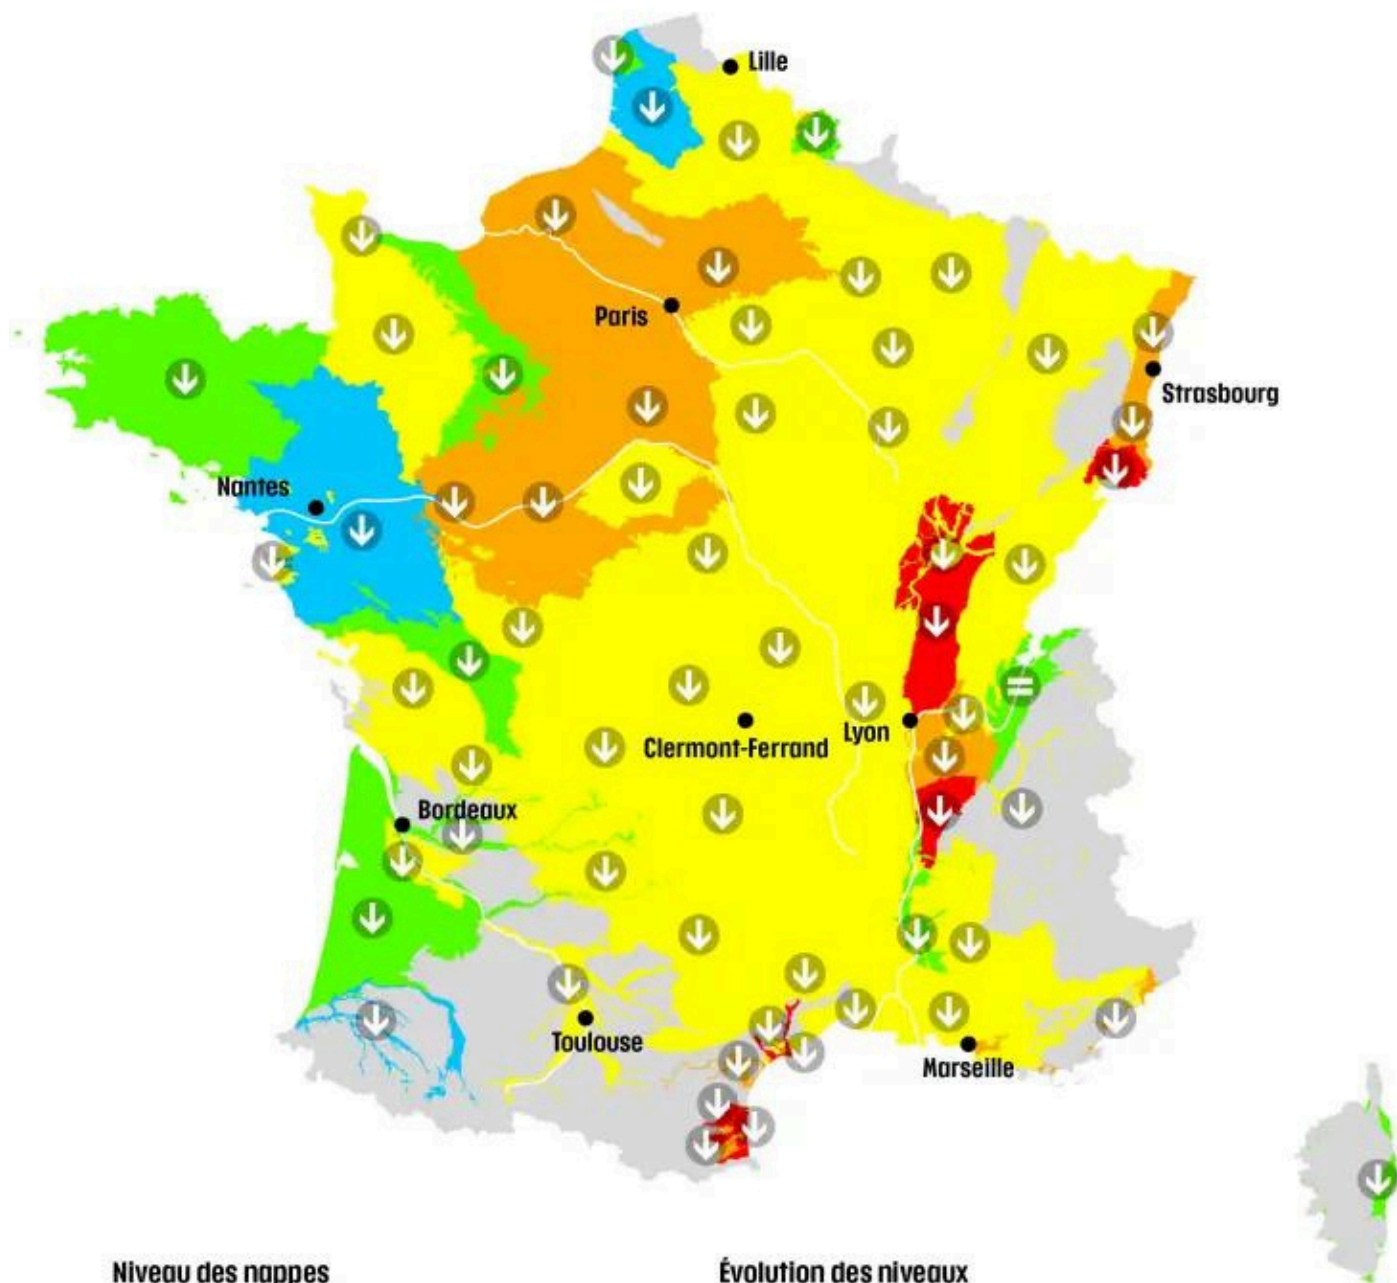 Lille
Paris
Strasbourg
Nantes
Clermont-Ferrand
Lyon
Bordeaux
Toulouse
Marseille
Niveau des nappes
Évolution des niveaux